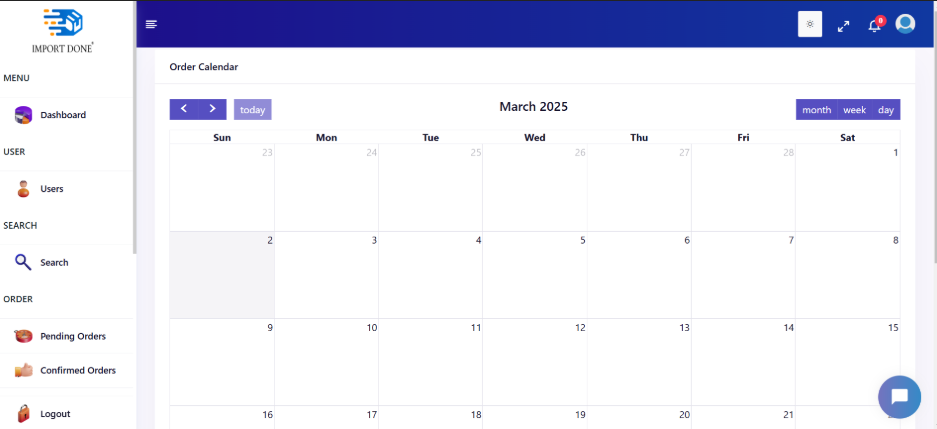 IMPORT DONE®
MENU
Dashboard
USER
Users
SEARCH
Search
ORDER
Pending Orders
Confirmed Orders
Logout
0
Order Calendar
today
March 2025
month week day
Sun Mon Tue Wed Thu Fri Sat
23 24 25 26 27 28 1
2 3 4 5 6 7 8
9 10 11 12 13 14 15
16 17 18 19 20 21